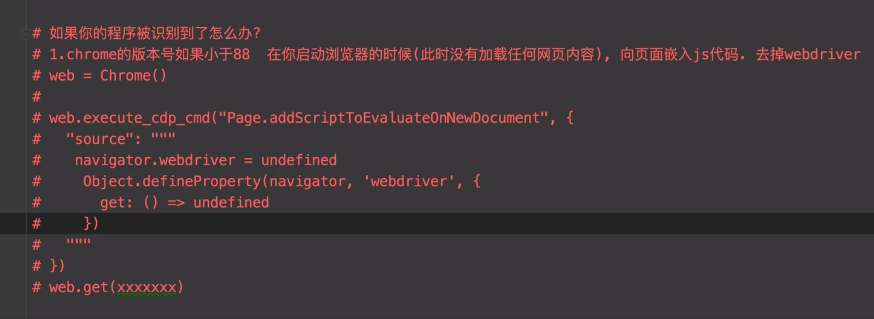 # 如果你的程序被识别到了怎么办?
# 1.chrome的版本号如果小于88  在你启动浏览器的时候(此时没有加载任何网页内容), 向页面嵌入js代码. 去掉webdriver
# web = Chrome()
#
# web.execute_cdp_cmd("Page.addScriptToEvaluateOnNewDocument", {
#   "source": """
#    navigator.webdriver = undefined
#     Object.defineProperty(navigator, 'webdriver', {
#       get: () => undefined
#     })
#   """
# })
# web.get(xxxxxxx)